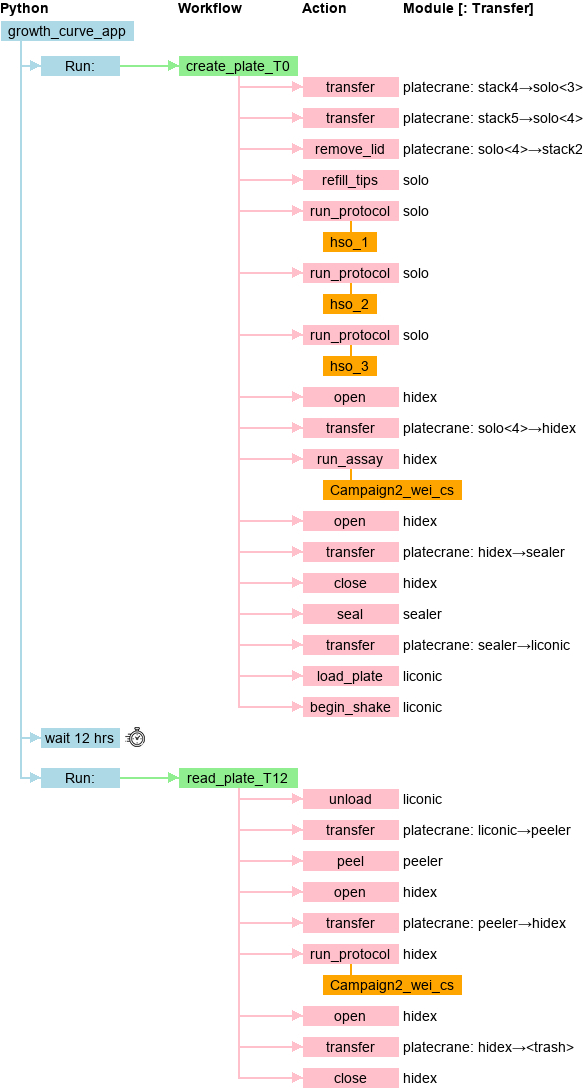 Python Workflow Action Module [: Transfer]
growth_curve_app
Run: create_plate_T0
transfer platecrane: stack4→solo<3>
transfer platecrane: stack5→solo<4>
remove_lid platecrane: solo<4>→stack2
refill_tips solo
run_protocol solo
hso_1
run_protocol solo
hso_2
run_protocol solo
hso_3
open hidex
transfer platecrane: solo<4>→hidex
run_assay hidex
Campaign2_wei_cs
open hidex
transfer platecrane: hidex→sealer
close hidex
seal sealer
transfer platecrane: sealer→liconic
load_plate liconic
begin_shake liconic
wait 12 hrs
Run: read_plate_T12
unload liconic
transfer platecrane: liconic→peeler
peel peeler
open hidex
transfer platecrane: peeler→hidex
run_protocol hidex
Campaign2_wei_cs
open hidex
transfer platecrane: hidex→<trash>
close hidex